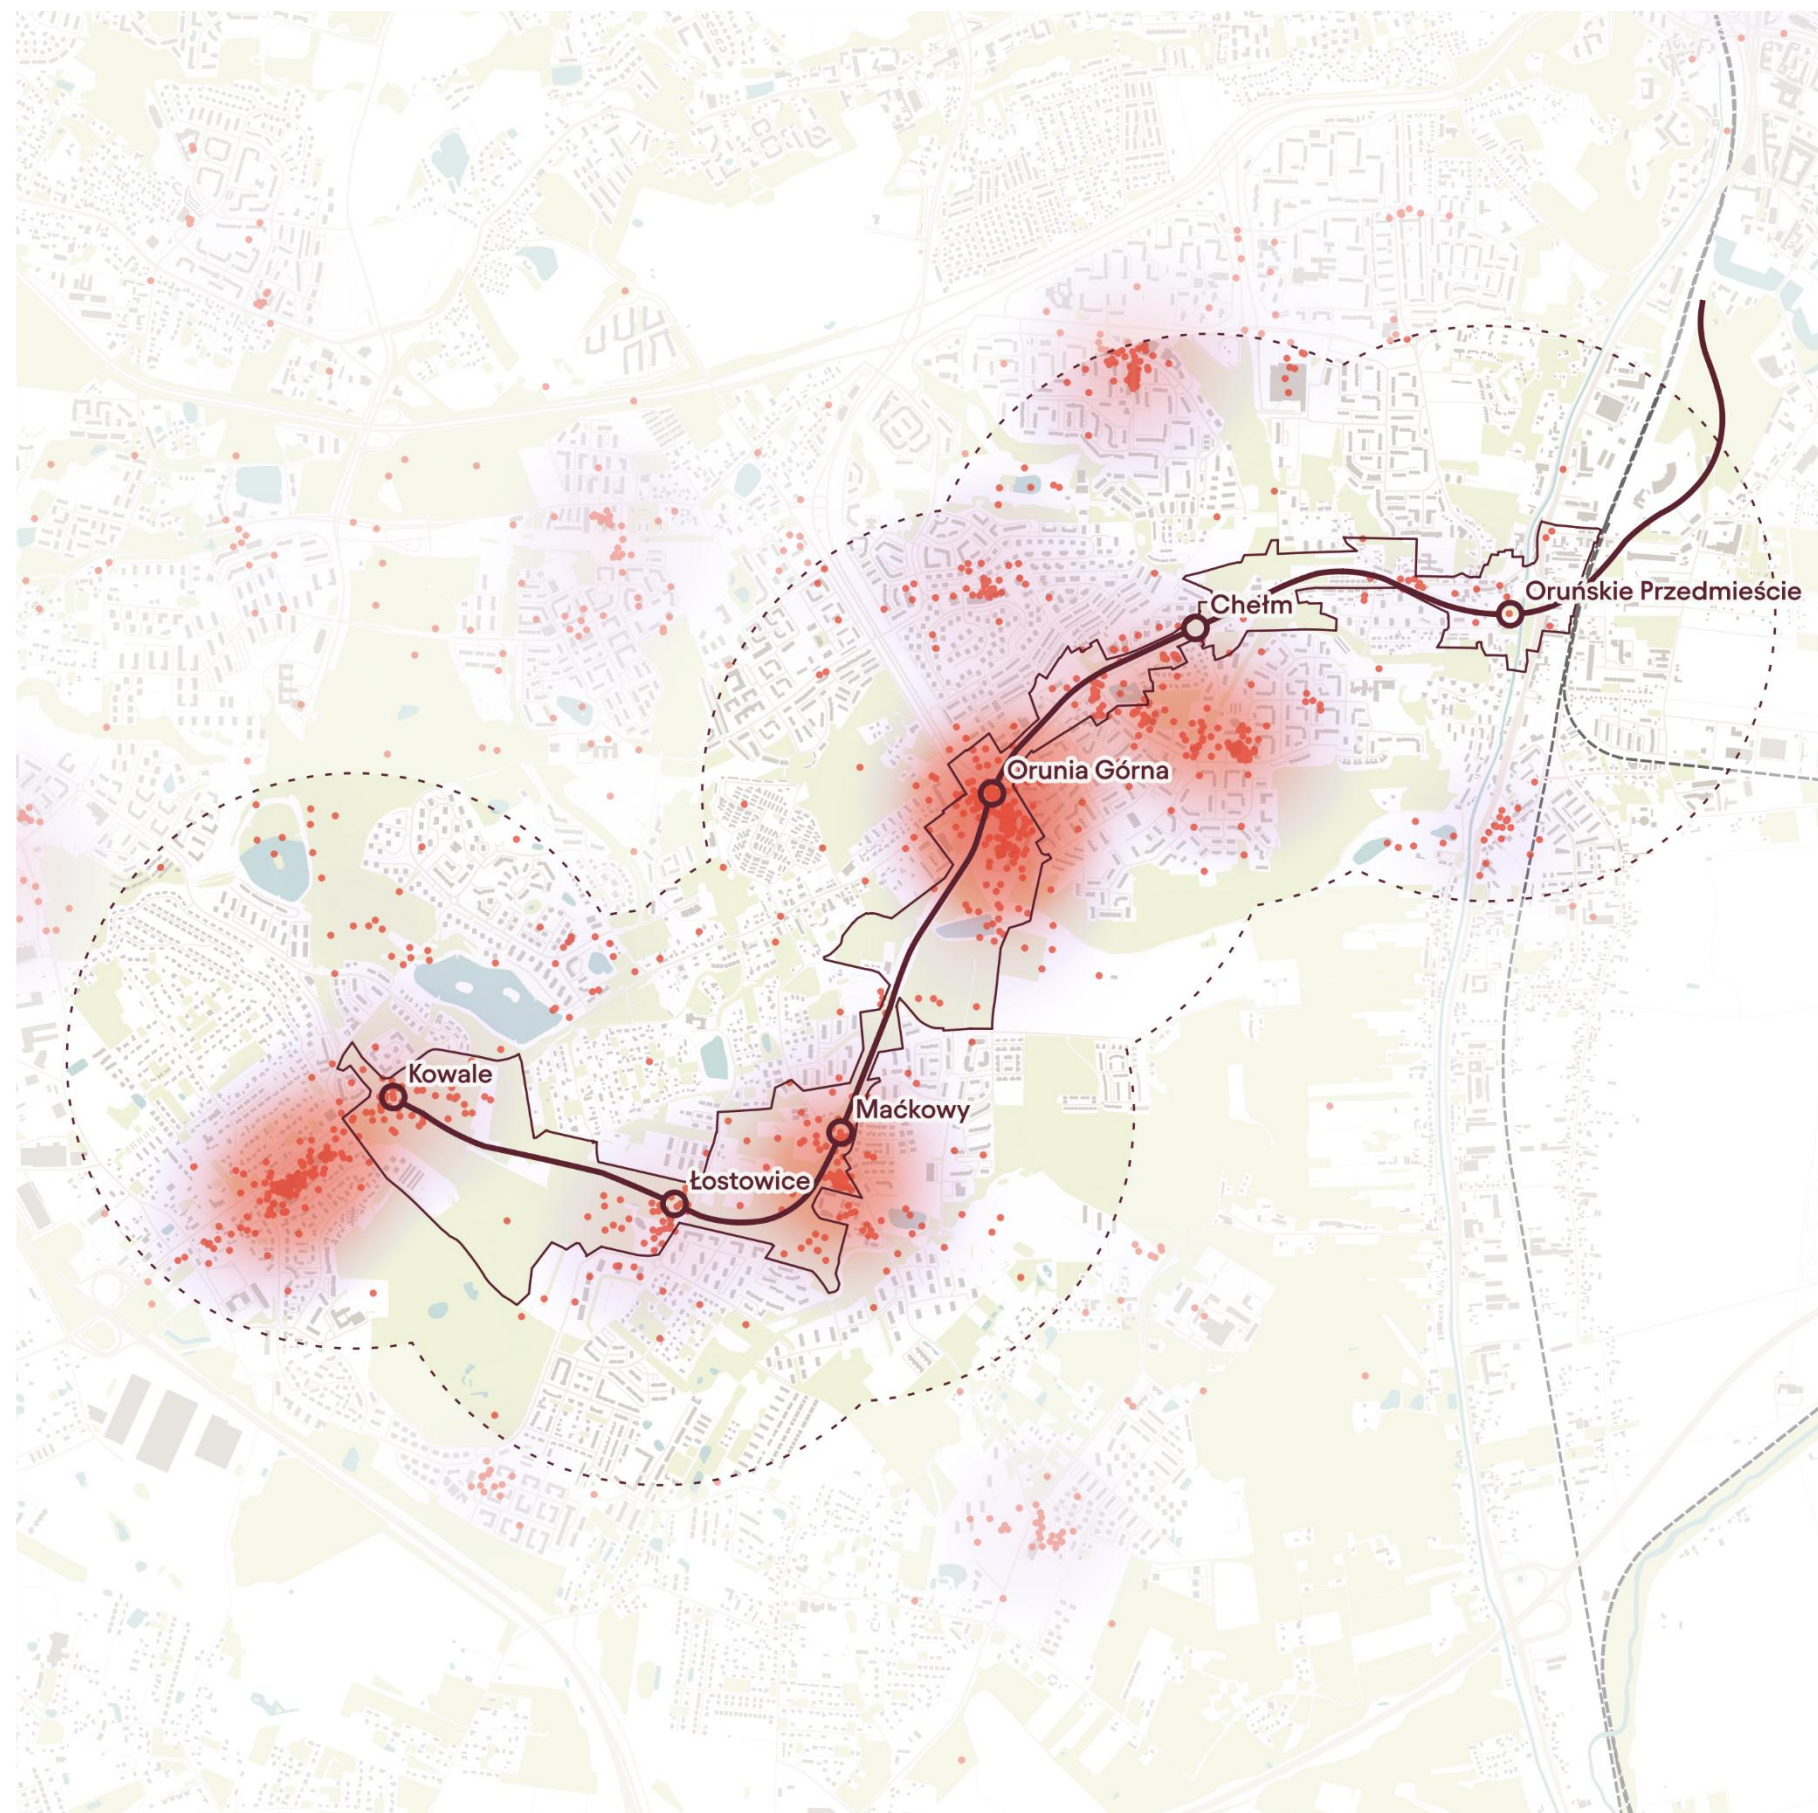 Oruńskie Przedmieście
Chełm
Orunia Górna
Kowale
Maćkowy
Łostowice